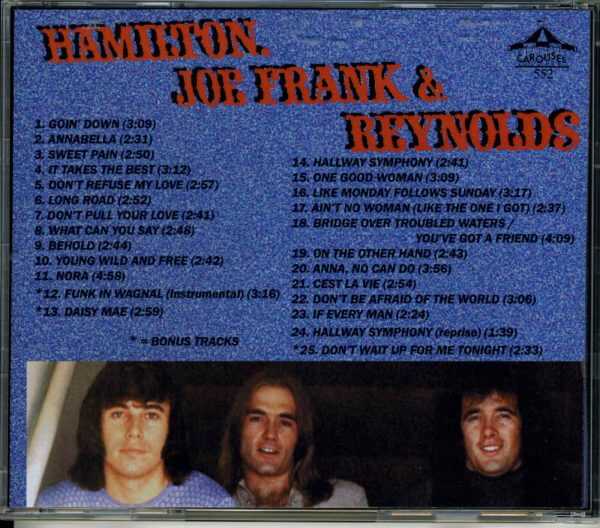 HAMILTON,
JOE FRANK &
REYNOLDS
CAROUSEL
SS2
1. GOIN' DOWN (3:09)
2. ANNABELLA (2:31)
3. SWEET PAIN (2:50)
4. IT TAKES THE BEST (3:12)
5. DON'T REFUSE MY LOVE (2:57)
6. LONG ROAD (2:52)
7. DON'T PULL YOUR LOVE (2:41)
8. WHAT CAN YOU SAY (2:48)
9. BEHOLD (2:44)
10. YOUNG WILD AND FREE (2:42)
11. NORA (4:58)
*12. FUNK IN WAGNAL (Instrumental) (3:16)
*13. DAISY MAE (2:59)
* = BONUS TRACKS
14. HALLWAY SYMPHONY (2:41)
15. ONE GOOD WOMAN (3:09)
16. LIKE MONDAY FOLLOWS SUNDAY (3:17)
17. AIN'T NO WOMAN (LIKE THE ONE I GOT) (2:37)
18. BRIDGE OVER TROUBLED WATERS /
YOU'VE GOT A FRIEND (4:09)
19. ON THE OTHER HAND (2:43)
20. ANNA, NO CAN DO (3:56)
21. CEST LA VIE (2:54)
22. DON'T BE AFRAID OF THE WORLD (3:06)
23. IF EVERY MAN (2:24)
24. HALLWAY SYMPHONY (reprise) (1:39)
*25. DON'T WAIT UP FOR ME TONIGHT (2:33)